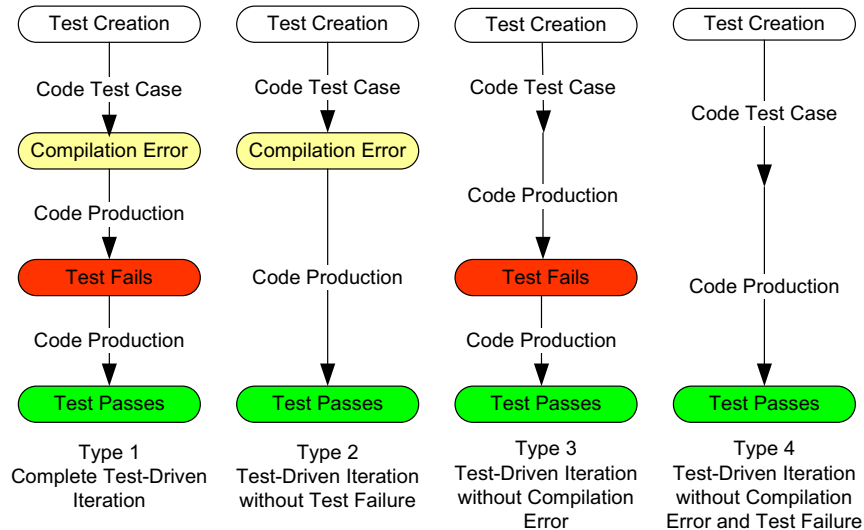 Test Creation
Code Test Case
Compilation Error
Code Production
Test Fails
Code Production
Test Passes
Type 1
Complete Test-Driven
Iteration
Test Creation
Code Test Case
Compilation Error
Code Production
Test Passes
Type 2
Test-Driven Iteration
without Test Failure
Test Creation
Code Test Case
Code Production
Test Fails
Code Production
Test Passes
Type 3
Test-Driven Iteration
without Compilation
Error
Test Creation
Code Test Case
Code Production
Test Passes
Type 4
Test-Driven Iteration
without Compilation
Error and Test Failure